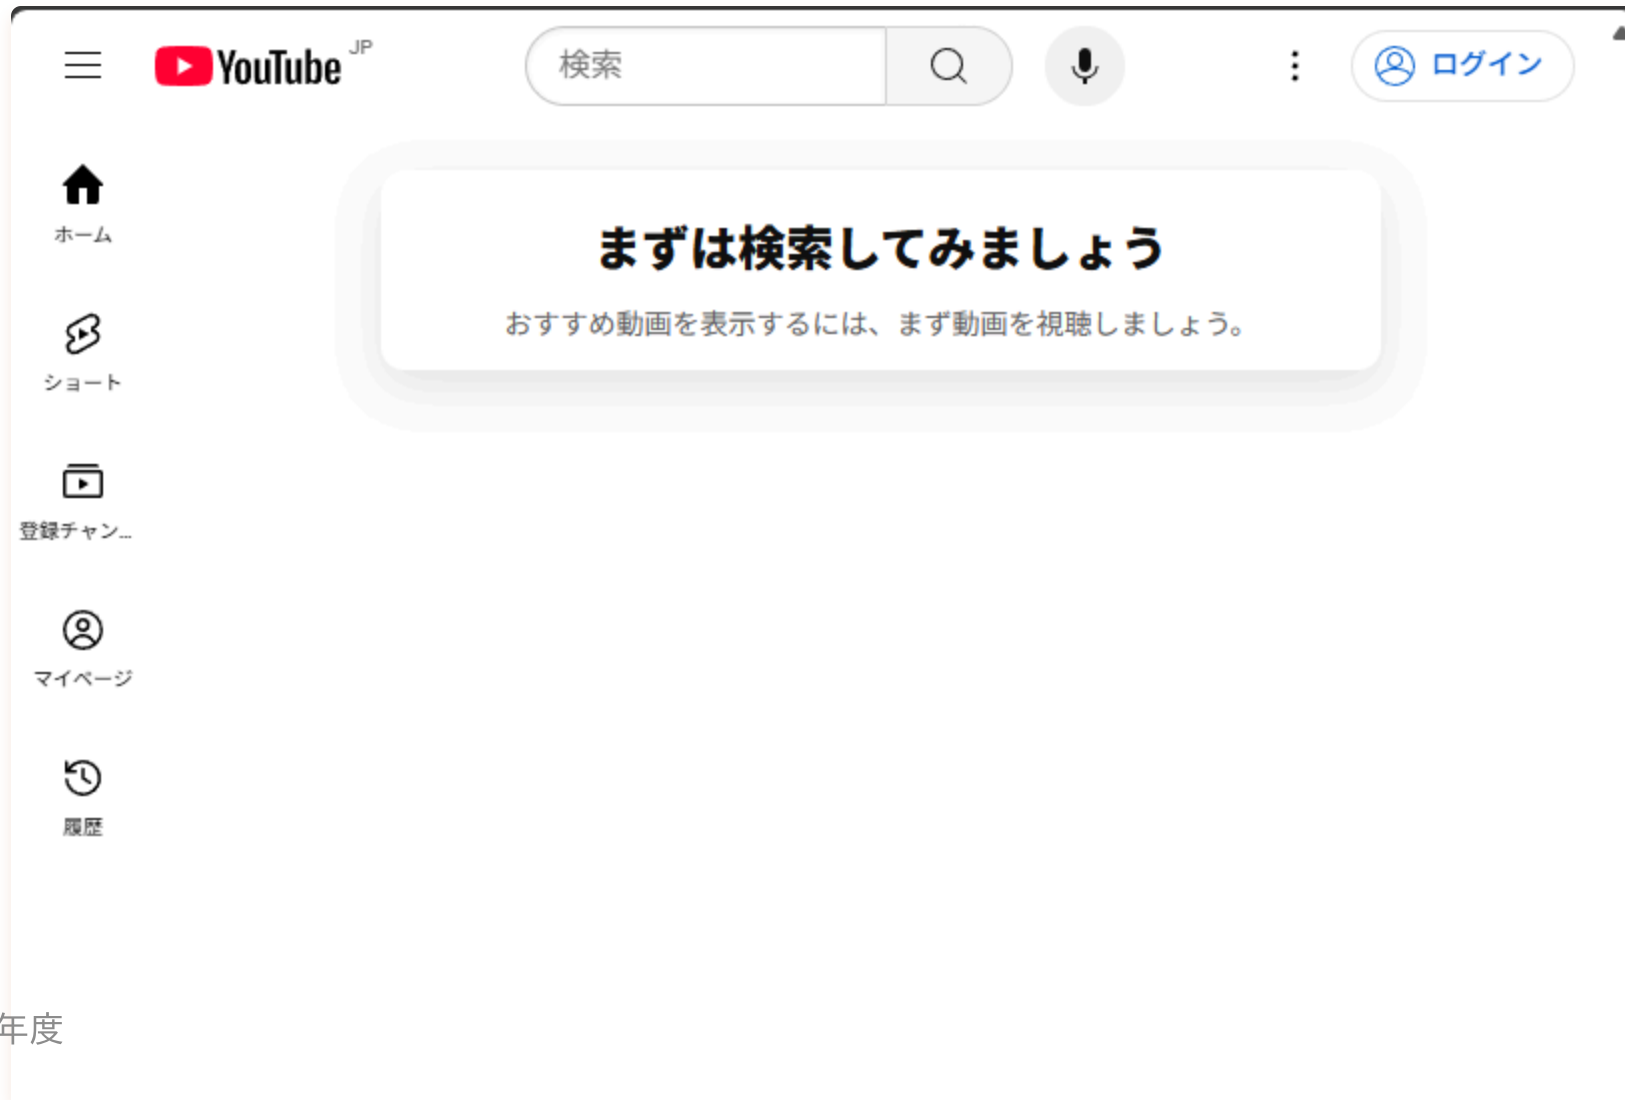 YouTube JP
検索
ログイン
ホーム
ショート
登録チャン...
マイページ
履歴
まずは検索してみましょう
おすすめ動画を表示するには、まず動画を視聴しましょう。
年度